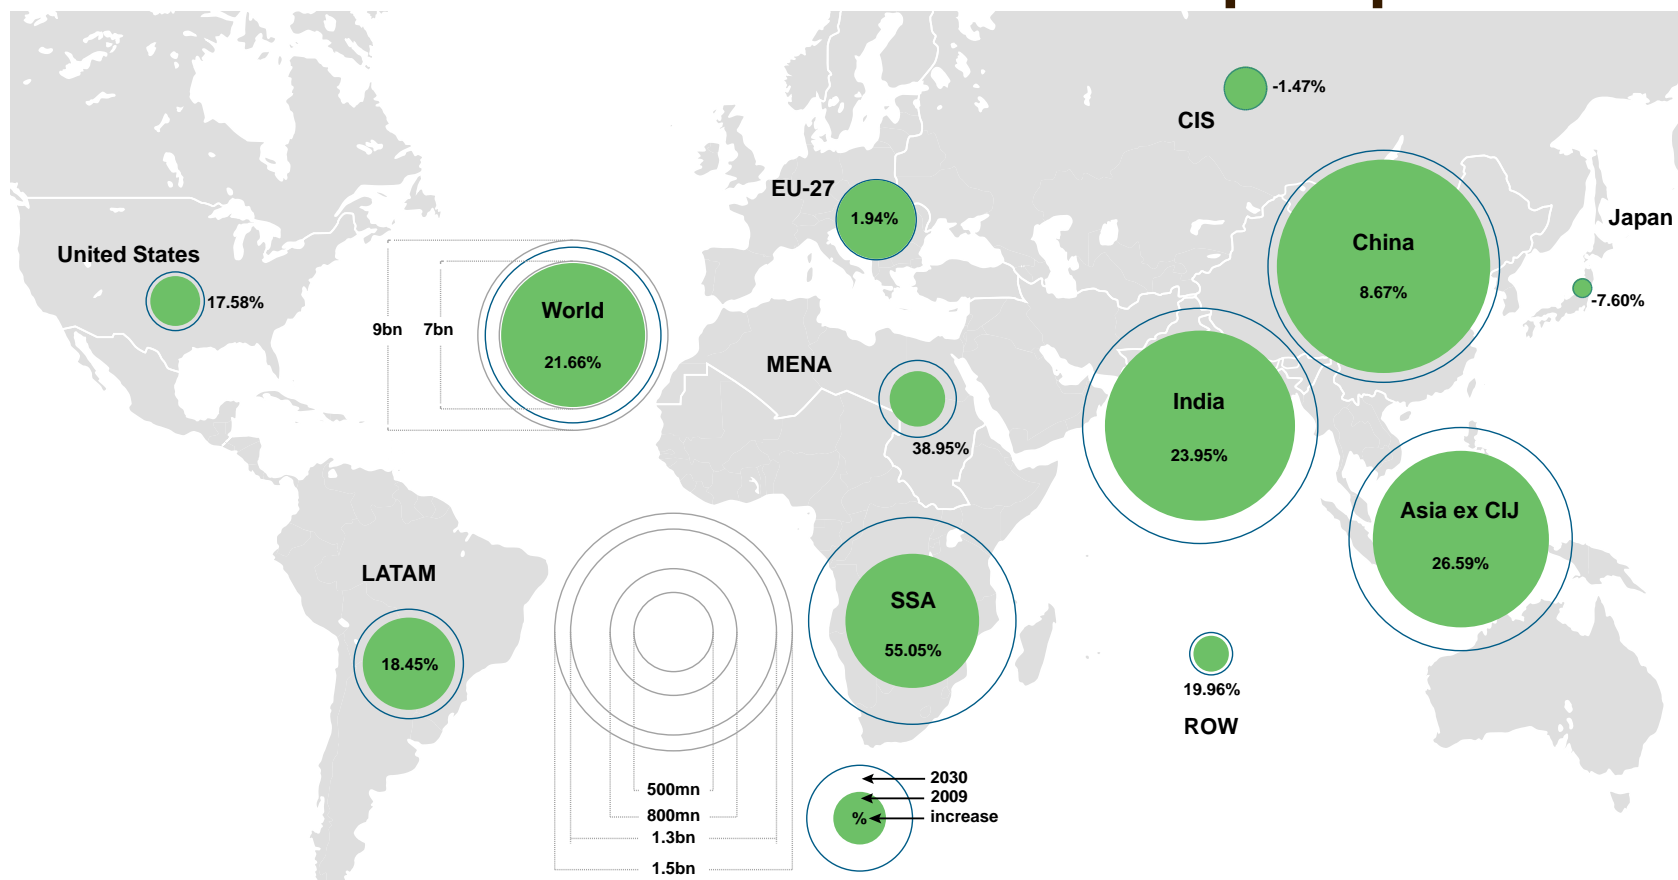 CIS
-1.47%
EU-27
1.94%
China
8.67%
Japan
-7.60%
United States
17.58%
9bn
7bn
World
21.66%
MENA
38.95%
India
23.95%
Asia ex CIJ
26.59%
LATAM
18.45%
SSA
55.05%
19.96%
ROW
500mn
800mn
1.3bn
1.5bn
2030
2009
% increase